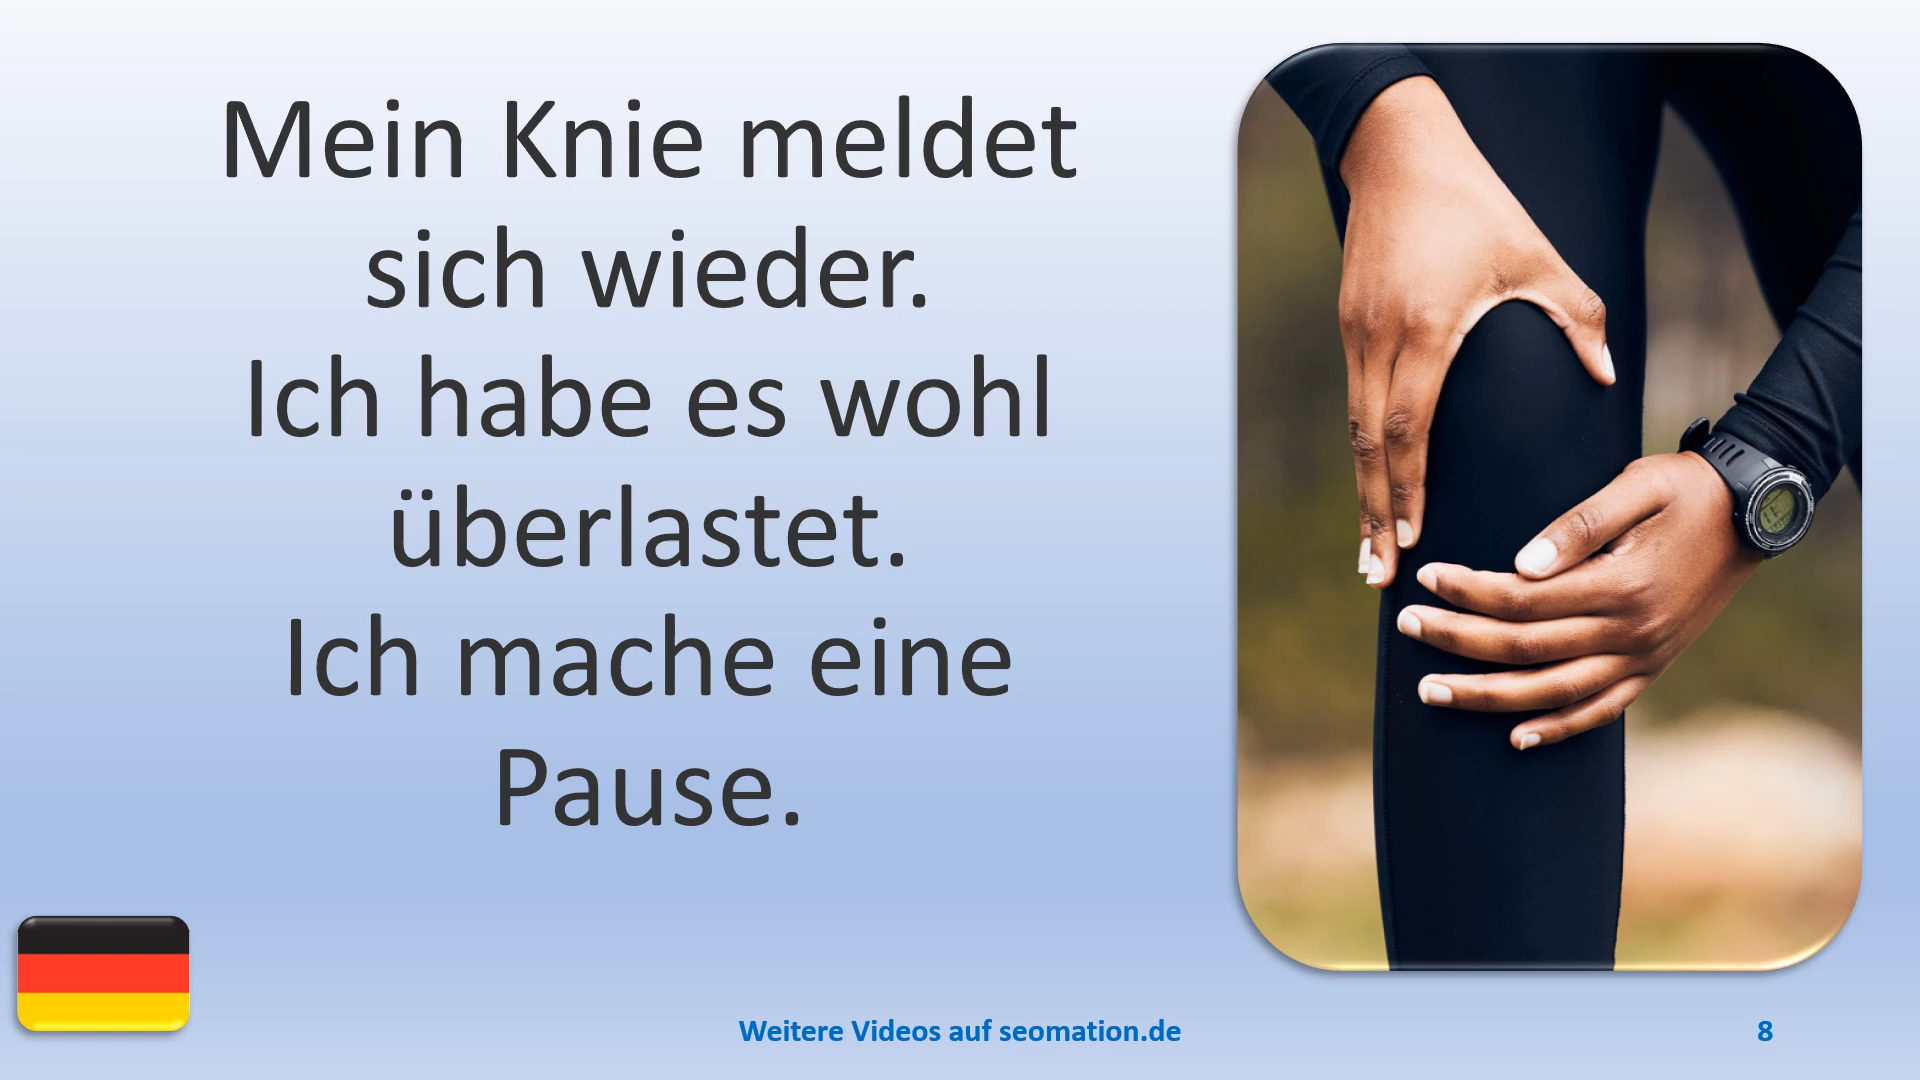 Mein Knie meldet
sich wieder.
Ich habe es wohl
überlastet.
Ich mache eine
Pause.
Weitere Videos auf seomation.de
8